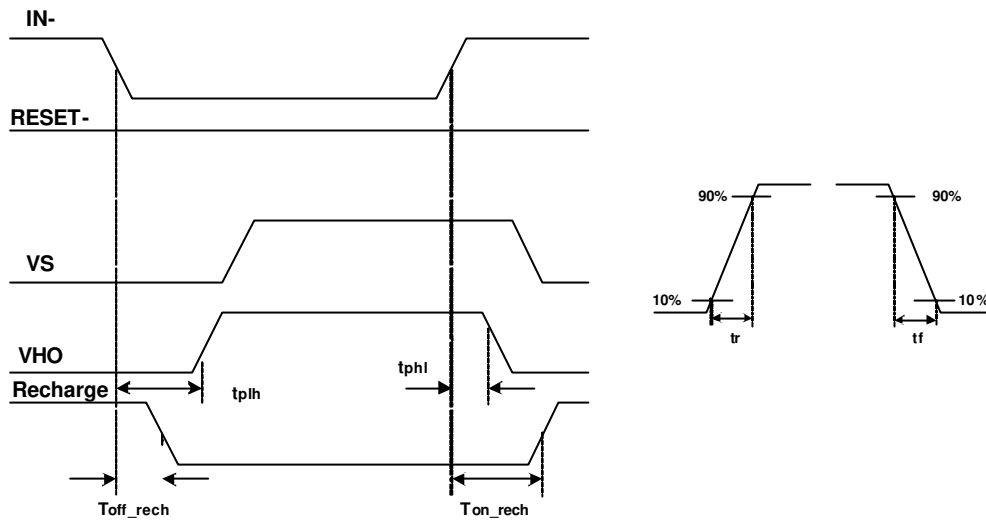 IN-
RESET-
VS
VHO
Recharge
tplh
tphl
Toff_rech
Ton_rech
90%
90%
10%
10%
tr
tf